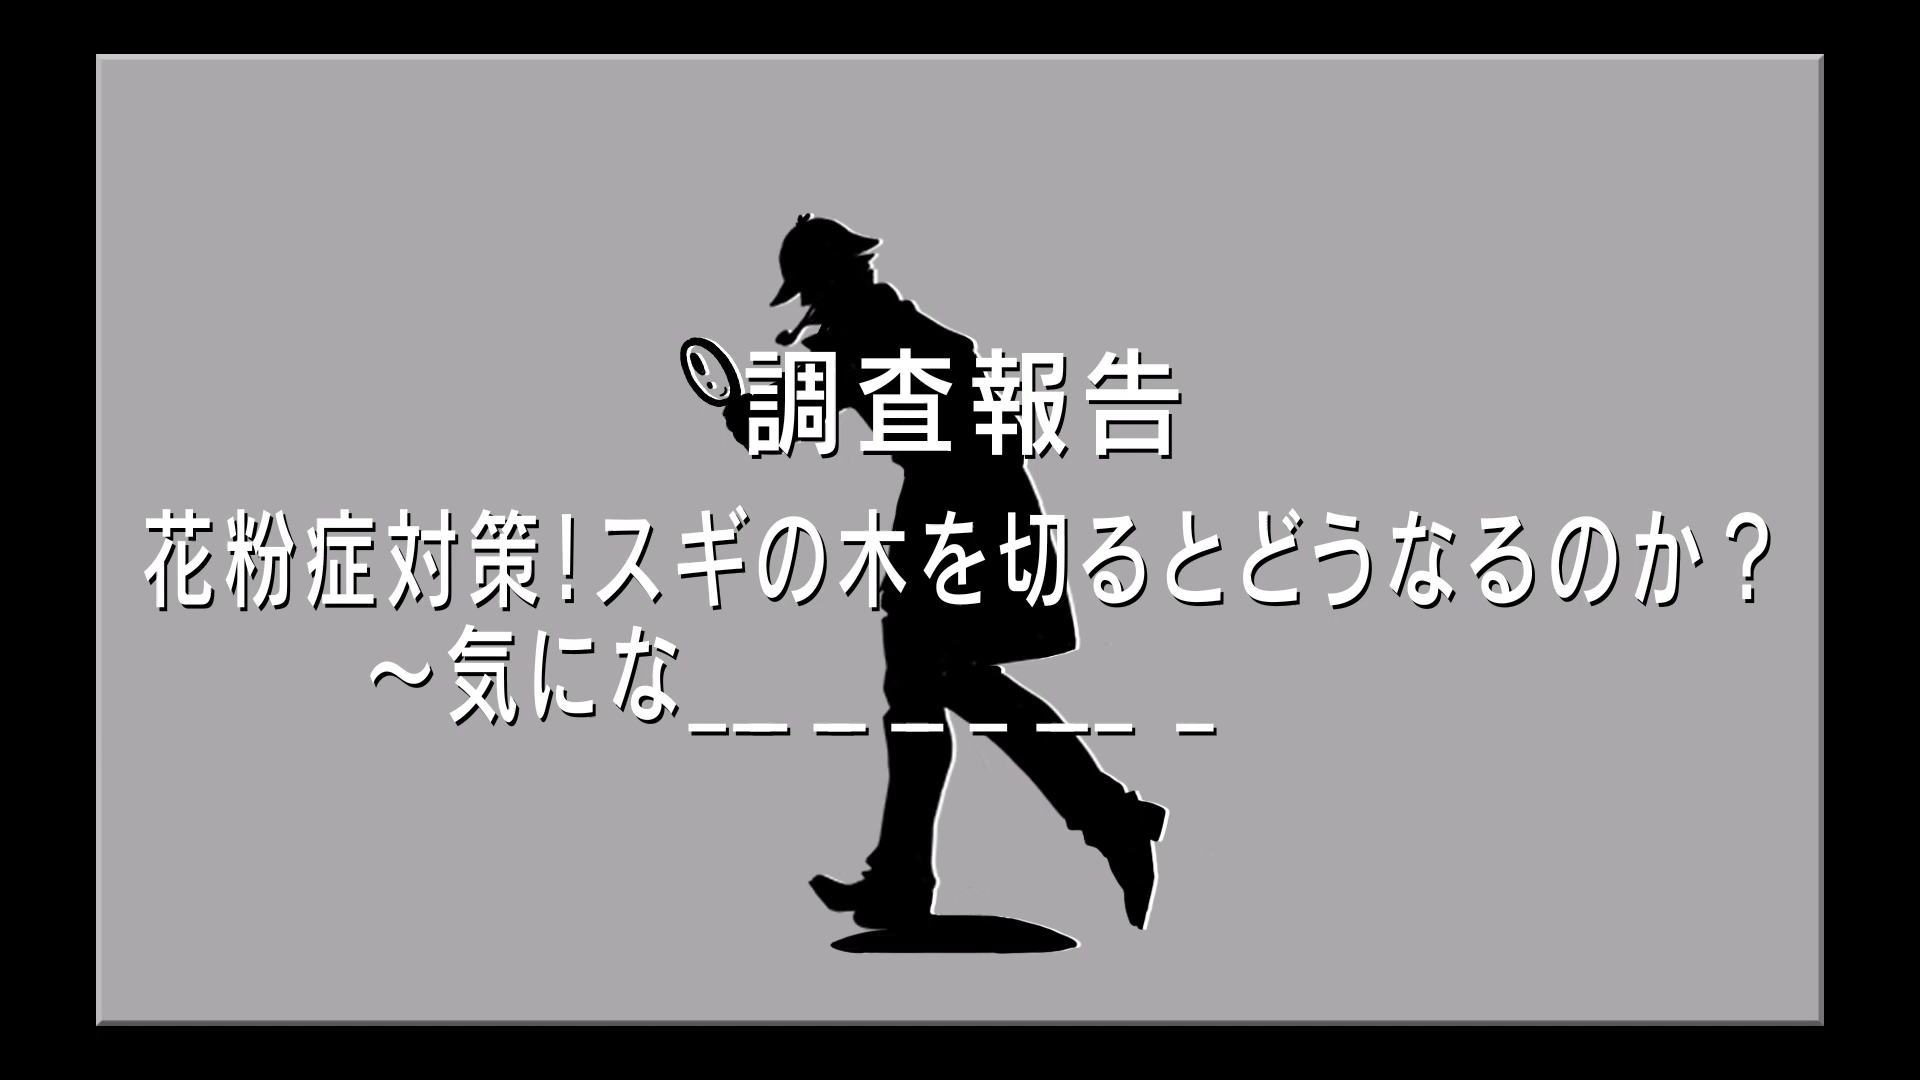 調査報告
花粉症対策!スギの木を切るとどうなるのか？
～気にな_ _ _ _ _ _ _ _ _